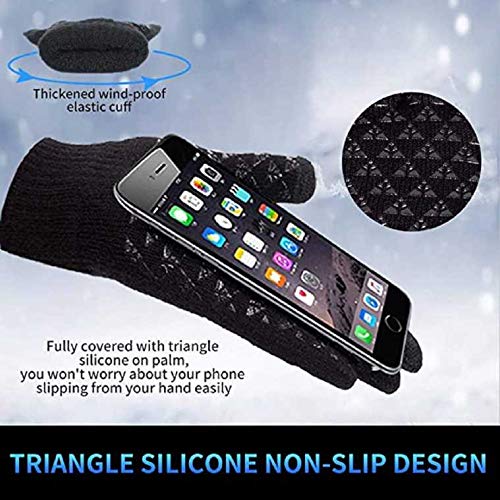 Thickened wind-proof
elastic cuff
Fully covered with triangle
silicone on palm,
you won't worry about your phone
slipping from your hand easily
TRIANGLE SILICONE NON-SLIP DESIGN